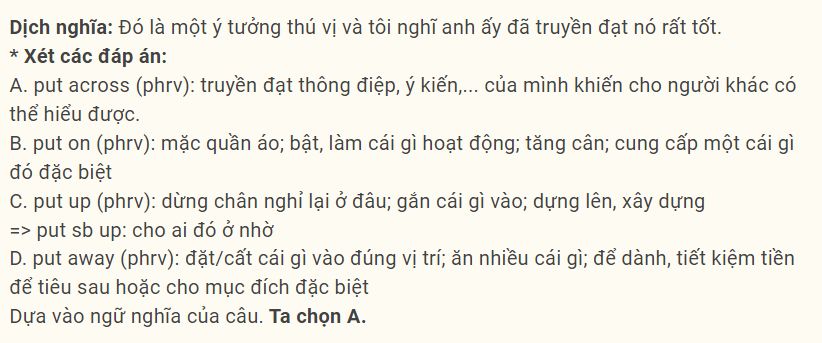 Dịch nghĩa: Đó là một ý tưởng thú vị và tôi nghĩ anh ấy đã truyền đạt nó rất tốt.
* Xét các đáp án:
A. put across (phrv): truyền đạt thông điệp, ý kiến,... của mình khiến cho người khác có
thể hiểu được.
B. put on (phrv): mặc quần áo; bật, làm cái gì hoạt động; tăng cân; cung cấp một cái gì
đó đặc biệt
C. put up (phrv): dừng chân nghỉ lại ở đâu; gắn cái gì vào; dựng lên, xây dựng
=> put sb up: cho ai đó ở nhờ
D. put away (phrv): đặt/cất cái gì vào đúng vị trí; ăn nhiều cái gì; để dành, tiết kiệm tiền
để tiêu sau hoặc cho mục đích đặc biệt
Dựa vào ngữ nghĩa của câu. Ta chọn A.